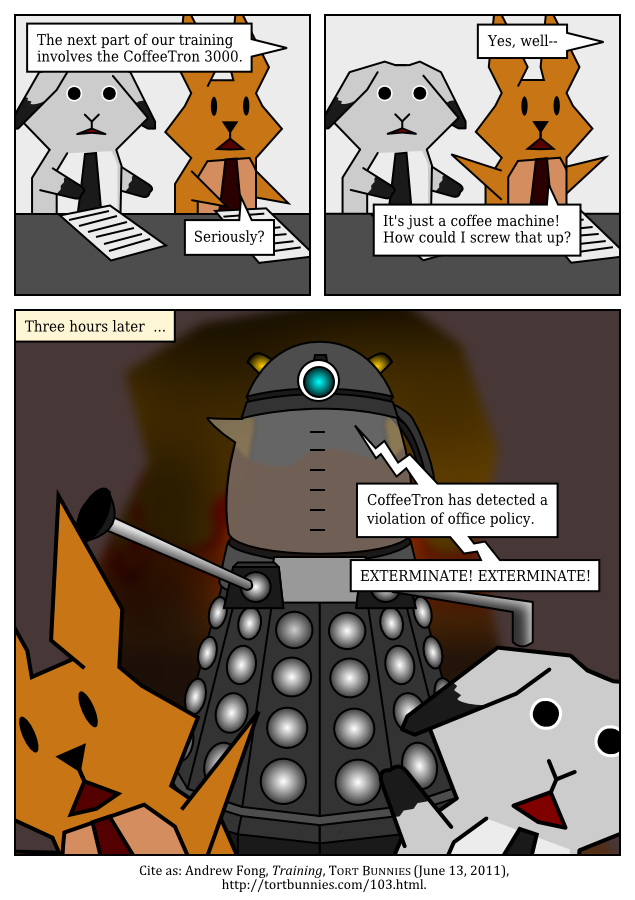 The next part of our training
involves the CoffeeTron 3000.
Seriously?
Yes, well--
It's just a coffee machine!
How could I screw that up?
Three hours later ...
CoffeeTron has detected a
violation of office policy.
EXTERMINATE! EXTERMINATE!
Cite as: Andrew Fong, Training, TORT BUNNIES (June 13, 2011),
http://tortbunnies.com/103.html.